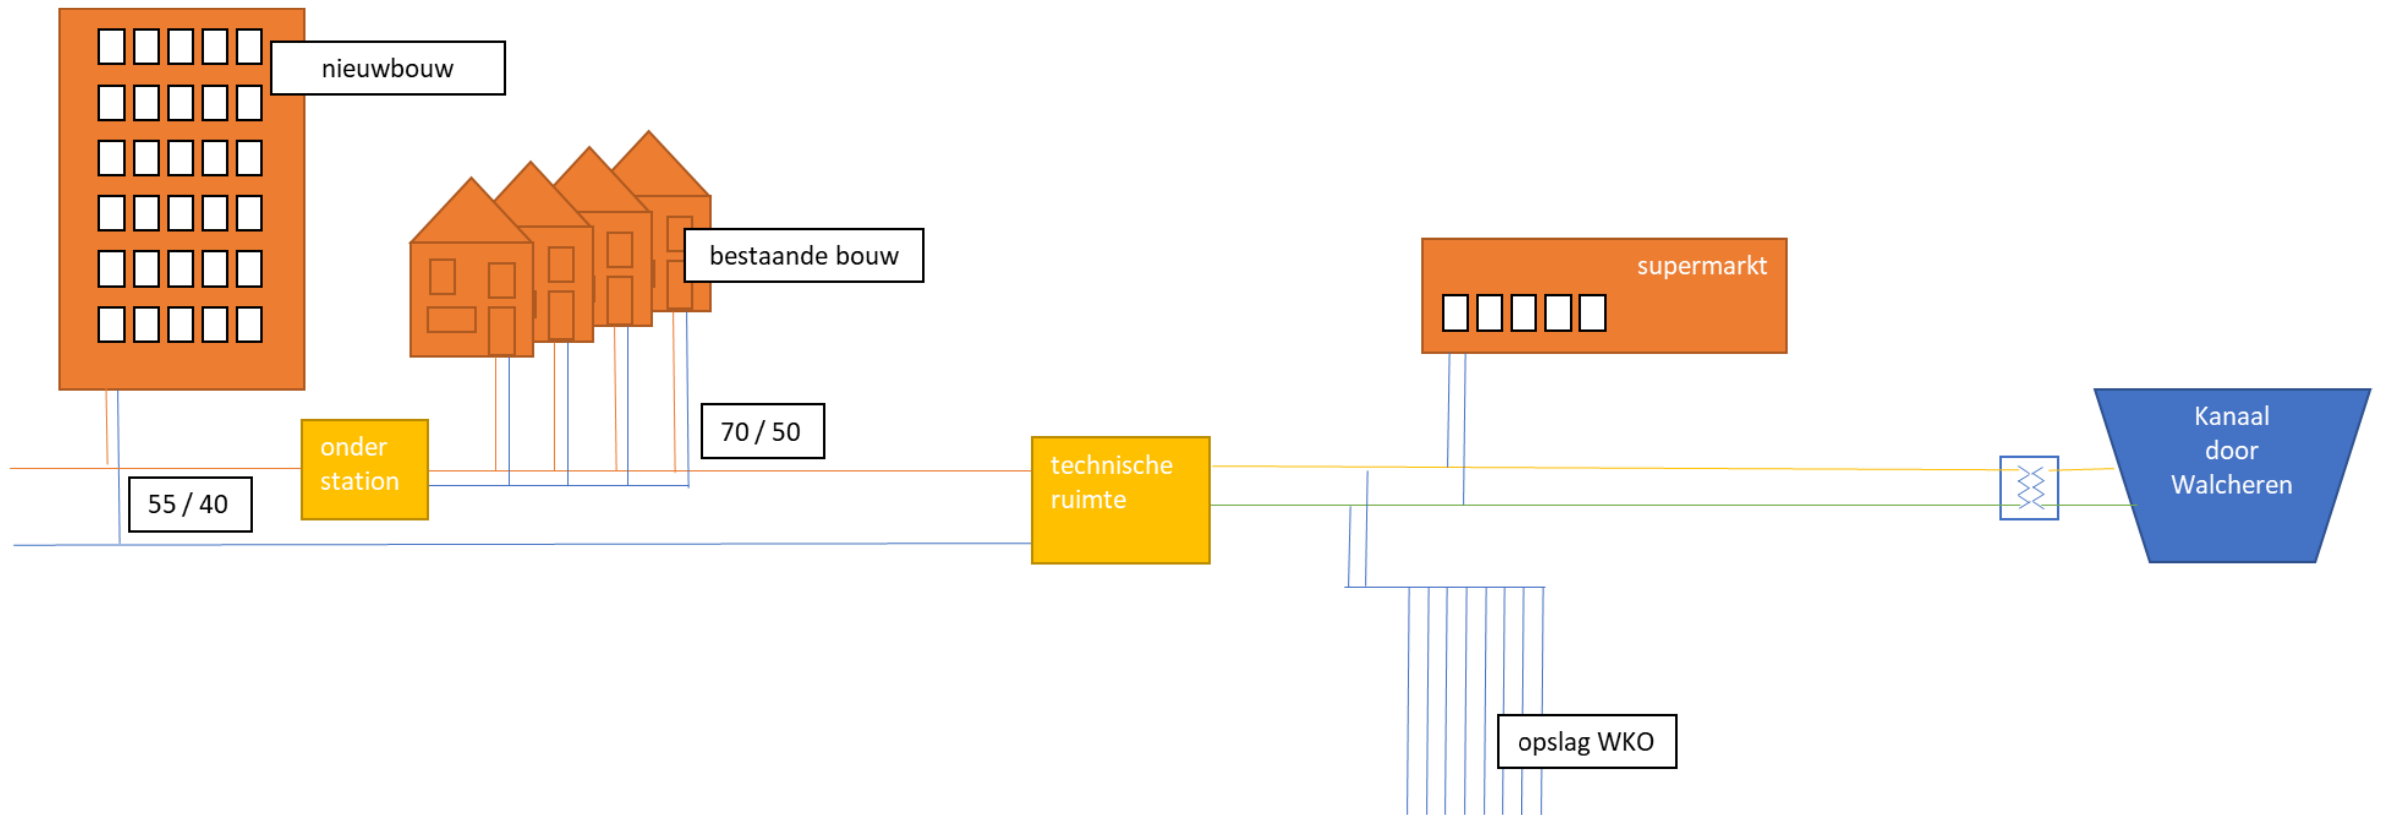 nieuwbouw
bestaande bouw
supermarkt
70 / 50
onder
station
55 / 40
technische
ruimte
Kanaal
door
Walcheren
opslag WKO